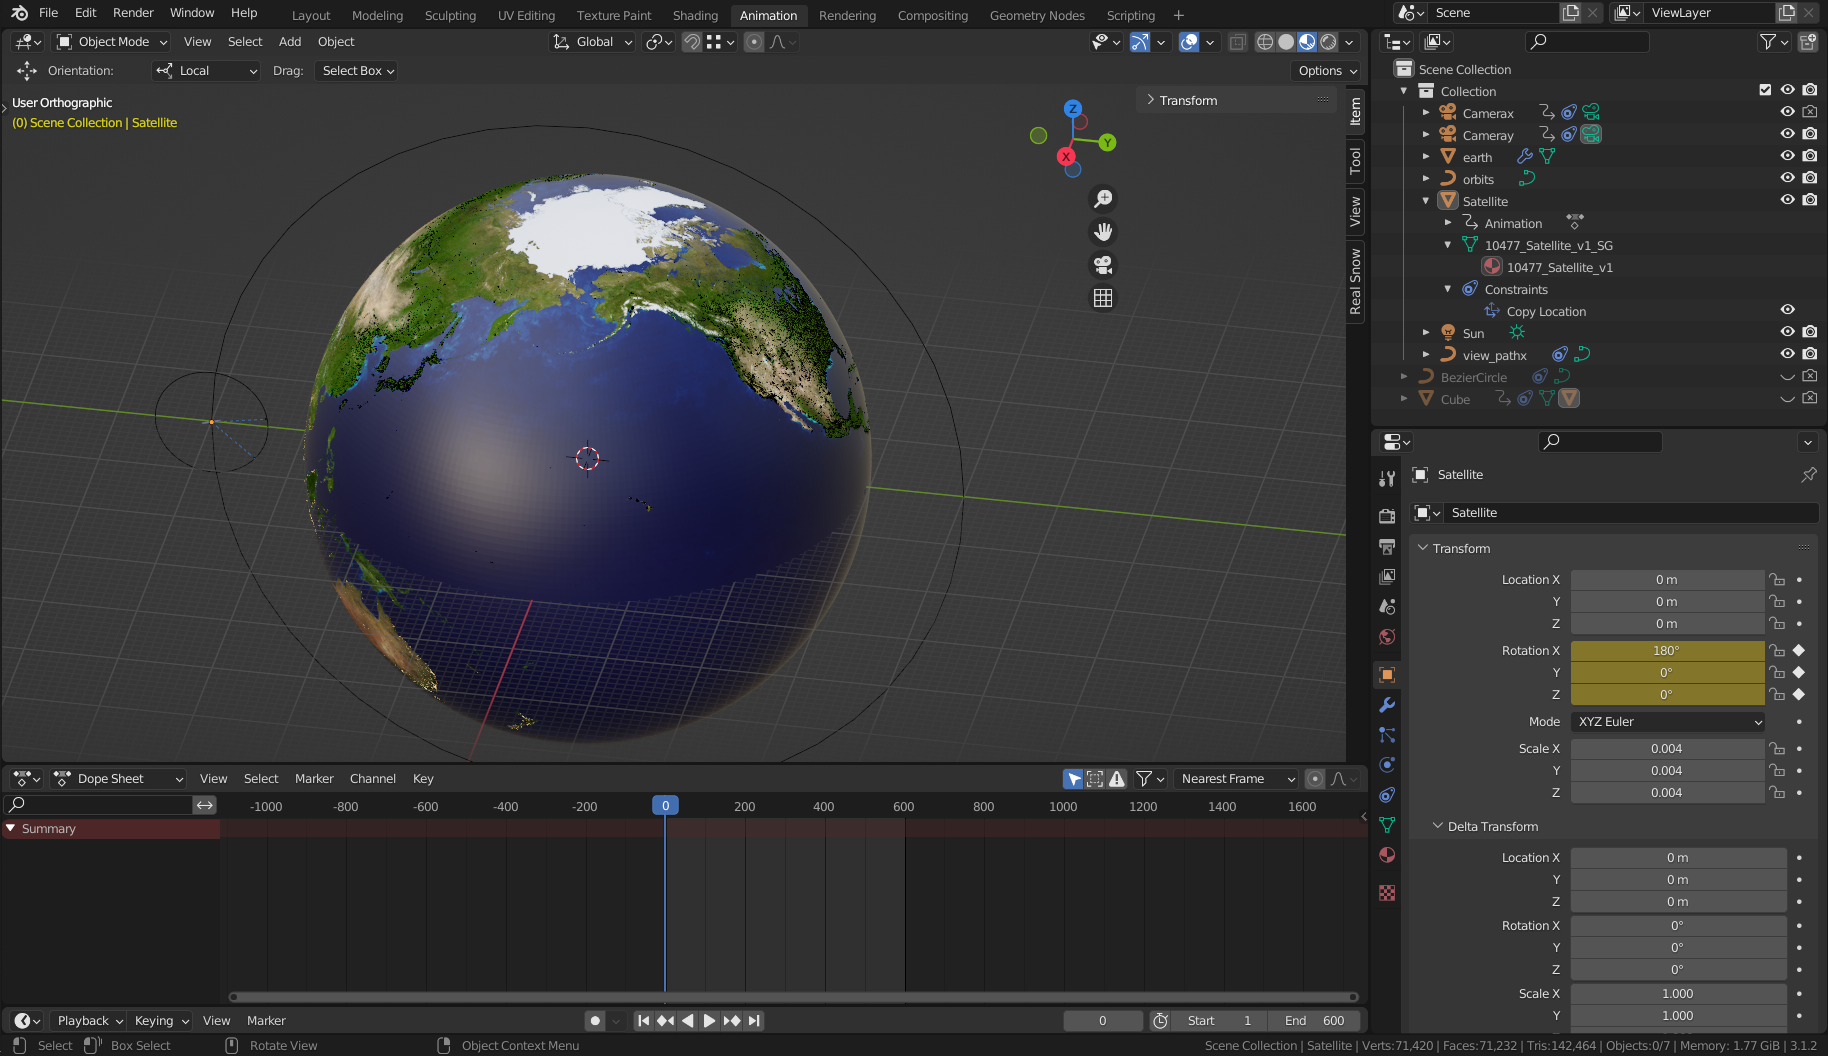 File Edit Render Window Help Layout Modeling Sculpting UV Editing Texture Paint Shading Animation Rendering Compositing Geometry Nodes Scripting + Scene ViewLayer
Object Mode View Select Add Object Global
Orientation: Local Drag: Select Box Options
User Orthographic
(0) Scene Collection | Satellite
Transform
Z
Y
X
Item
Tool
View
Real Snow
Scene Collection
Collection
Camerax
Cameray
earth
orbits
Satellite
Animation
10477_Satellite_v1_SG
10477_Satellite_v1
Constraints
Copy Location
Sun
view_pathx
BezierCircle
Cube
Satellite
Satellite
Transform
Location X 0 m
Y 0 m
Z 0 m
Rotation X 180°
Y 0°
Z 0°
Mode XYZ Euler
Scale X 0.004
Y 0.004
Z 0.004
Delta Transform
Location X 0 m
Y 0 m
Z 0 m
Rotation X 0°
Y 0°
Z 0°
Scale X 1.000
Y 1.000
Dope Sheet View Select Marker Channel Key Nearest Frame
-1000 -800 -600 -400 -200 0 200 400 600 800 1000 1200 1400 1600
Summary
Playback Keying View Marker 0 Start 1 End 600
Select Box Select Rotate View Object Context Menu Scene Collection | Satellite | Verts:71,420 | Faces:71,232 | Tris:142,464 | Objects:0/7 | Memory: 1.77 GiB | 3.1.2